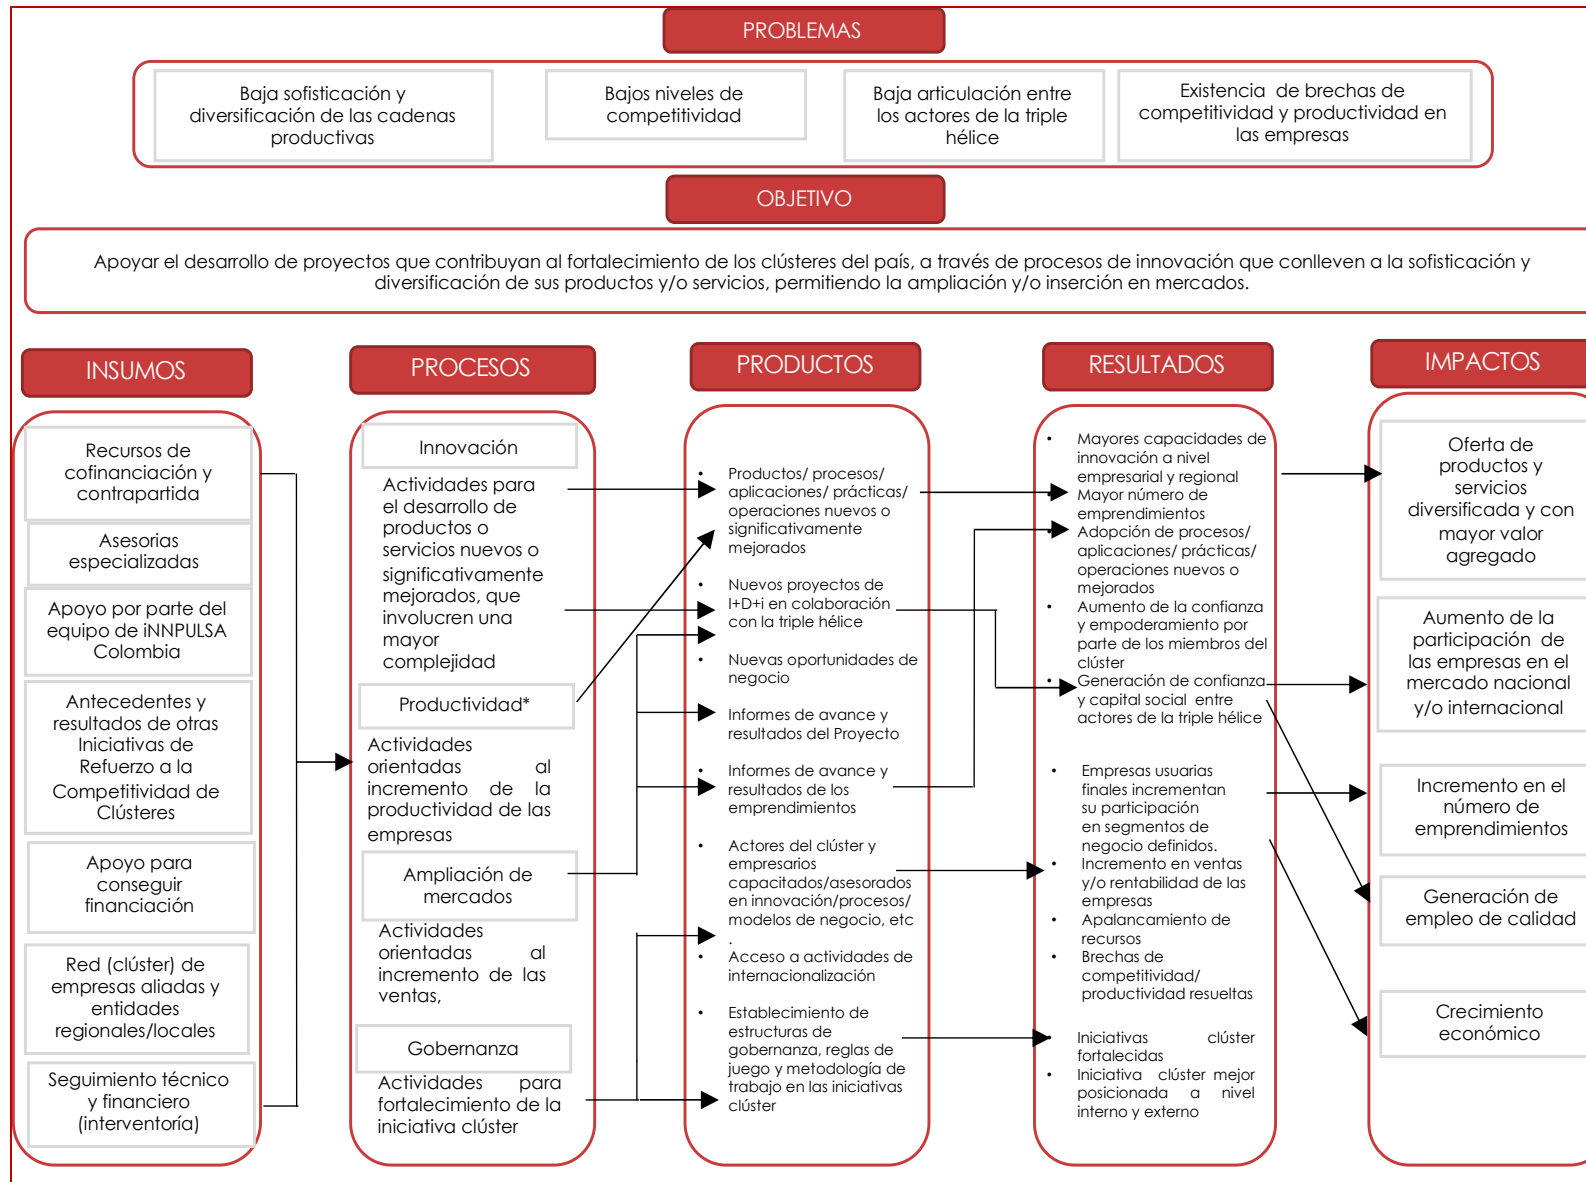 PROBLEMAS
Baja sofisticación y
diversificación de las cadenas
productivas
Bajos niveles de
competitividad
Baja articulación entre
los actores de la triple
hélice
Existencia de brechas de
competitividad y productividad en
las empresas
OBJETIVO
Apoyar el desarrollo de proyectos que contribuyan al fortalecimiento de los clústeres del país, a través de procesos de innovación que conlleven a la sofisticación y
diversificación de sus productos y/o servicios, permitiendo la ampliación y/o inserción en mercados.
INSUMOS
Recursos de
cofinanciación y
contrapartida
Asesorias
especializadas
Apoyo por parte del
equipo de iNNPULSA
Colombia
Antecedentes y
resultados de otras
Iniciativas de
Refuerzo a la
Competitividad de
Clústeres
Apoyo para
conseguir
financiación
Red (clúster) de
empresas aliadas y
entidades
regionales/locales
Seguimiento técnico
y financiero
(interventoría)
PROCESOS
Innovación
Actividades para
el desarrollo de
productos o
servicios nuevos o
significativamente
mejorados, que
involucren una
mayor
complejidad
Productividad*
Actividades
orientadas al
incremento de la
productividad de las
empresas
Ampliación de
mercados
Actividades
orientadas al
incremento de las
ventas,
Gobernanza
Actividades para
fortalecimiento de la
iniciativa clúster
PRODUCTOS
• Productos/ procesos/
aplicaciones/ prácticas/
operaciones nuevos o
significativamente
mejorados
• Nuevos proyectos de
I+D+i en colaboración
con la triple hélice
• Nuevas oportunidades de
negocio
• Informes de avance y
resultados del Proyecto
• Informes de avance y
resultados de los
emprendimientos
• Actores del clúster y
empresarios
capacitados/asesorados
en innovación/procesos/
modelos de negocio, etc
.
• Acceso a actividades de
internacionalización
• Establecimiento de
estructuras de
gobernanza, reglas de
juego y metodología de
trabajo en las iniciativas
clúster
RESULTADOS
• Mayores capacidades de
innovación a nivel
empresarial y regional
• Mayor número de
emprendimientos
• Adopción de procesos/
aplicaciones/ prácticas/
operaciones nuevos o
mejorados
• Aumento de la confianza
y empoderamiento por
parte de los miembros del
clúster
• Generación de confianza
y capital social entre
actores de la triple hélice
• Empresas usuarias
finales incrementan
su participación
en segmentos de
negocio definidos.
• Incremento en ventas
y/o rentabilidad de las
empresas
• Apalancamiento de
recursos
• Brechas de
competitividad/
productividad resueltas
• Iniciativas clúster
fortalecidas
• Iniciativa clúster mejor
posicionada a nivel
interno y externo
IMPACTOS
Oferta de
productos y
servicios
diversificada y con
mayor valor
agregado
Aumento de la
participación de
las empresas en el
mercado nacional
y/o internacional
Incremento en el
número de
emprendimientos
Generación de
empleo de calidad
Crecimiento
económico